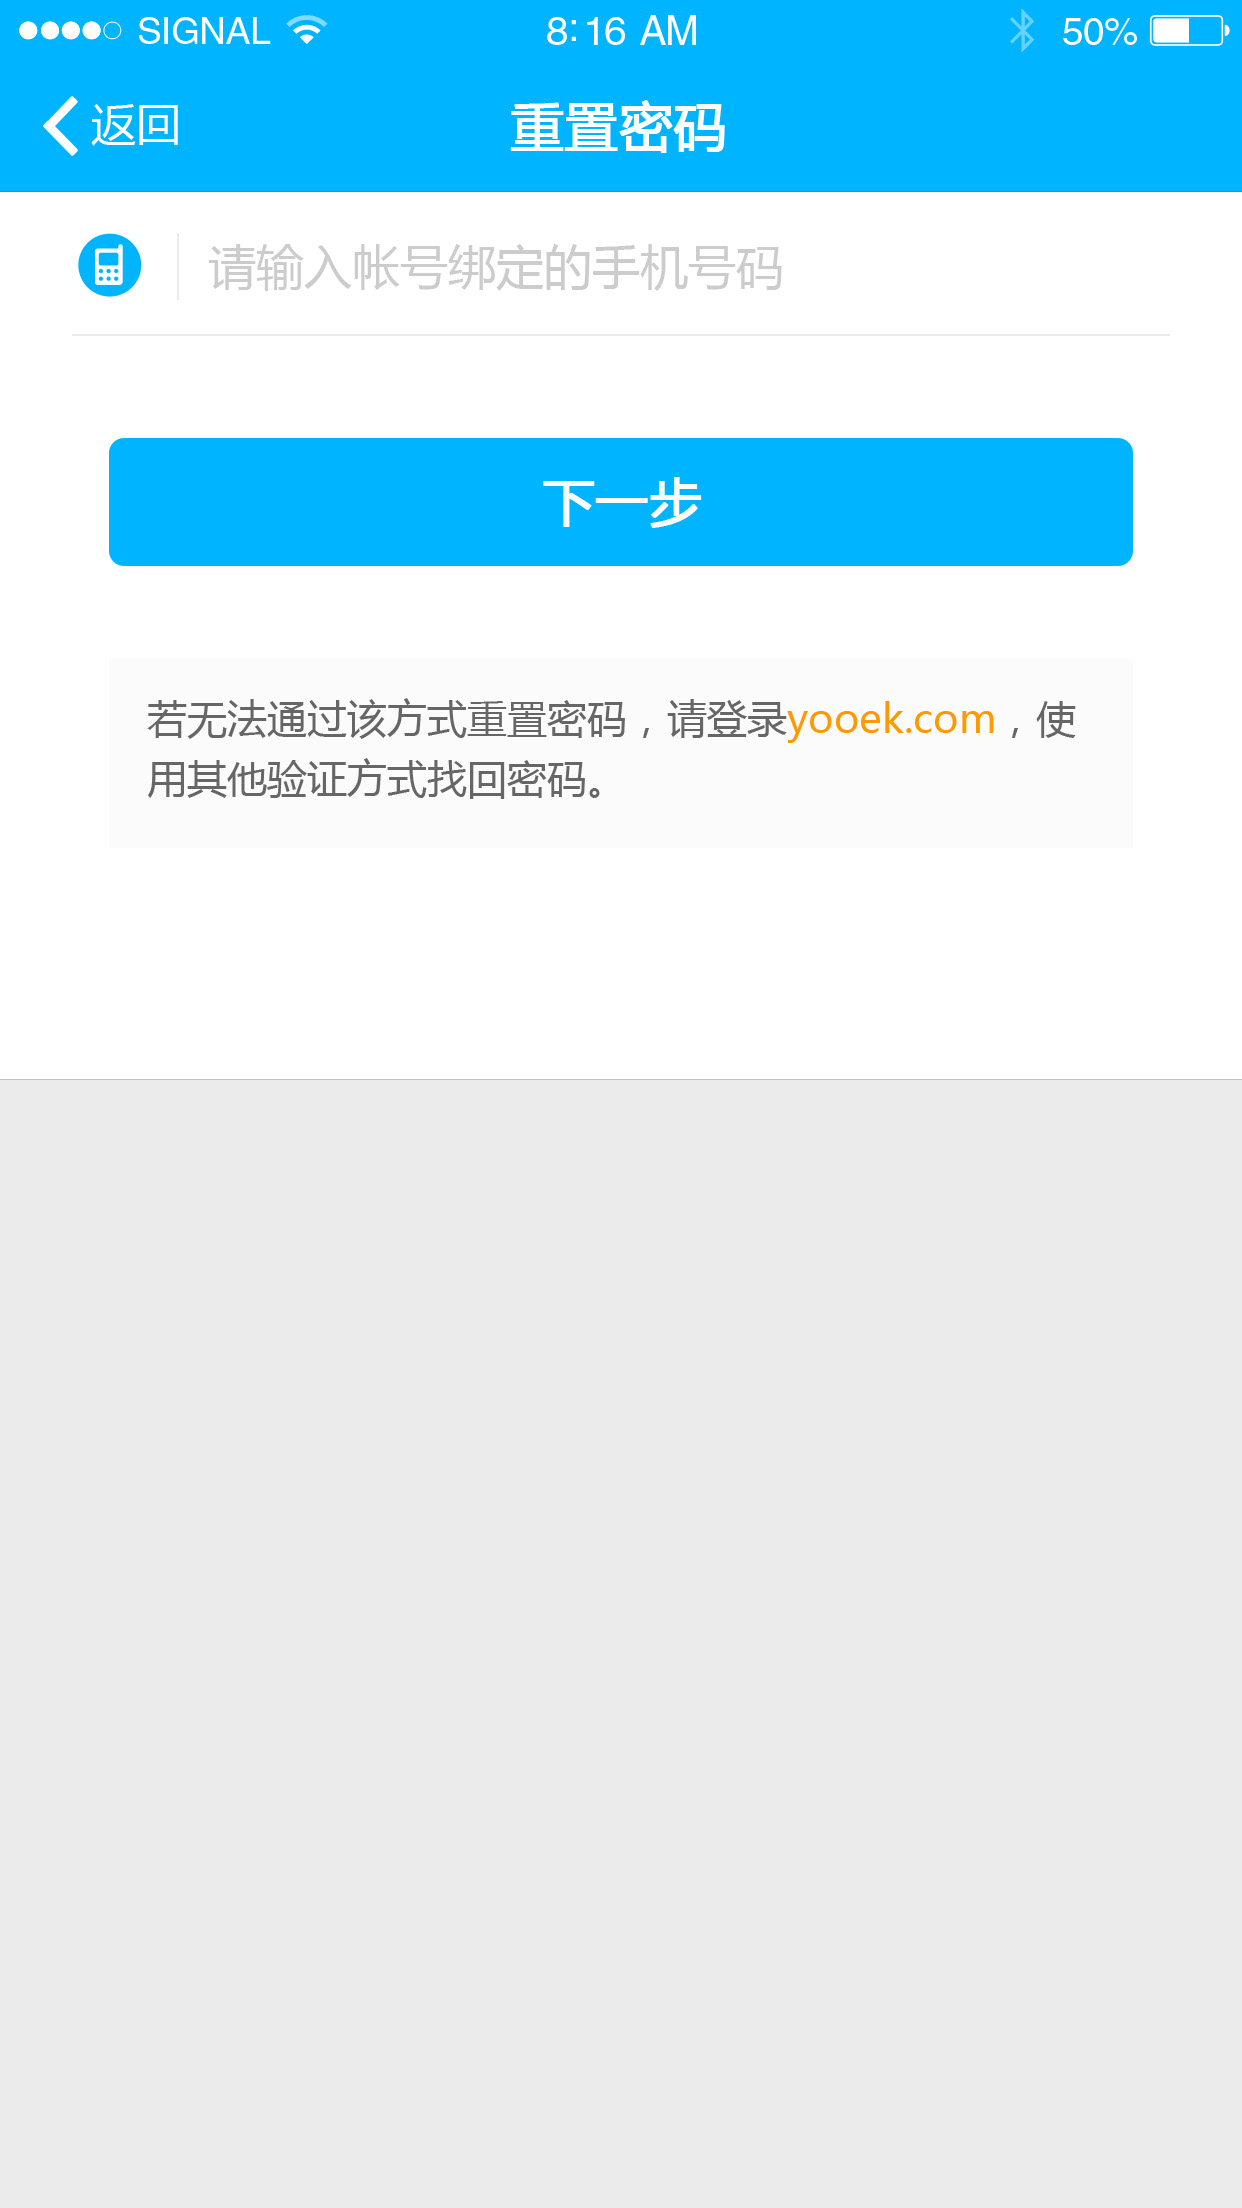 SIGNAL 8:16 AM 50%
返回 重置密码
请输入帐号绑定的手机号码
下一步
若无法通过该方式重置密码，请登录yooek.com，使
用其他验证方式找回密码。